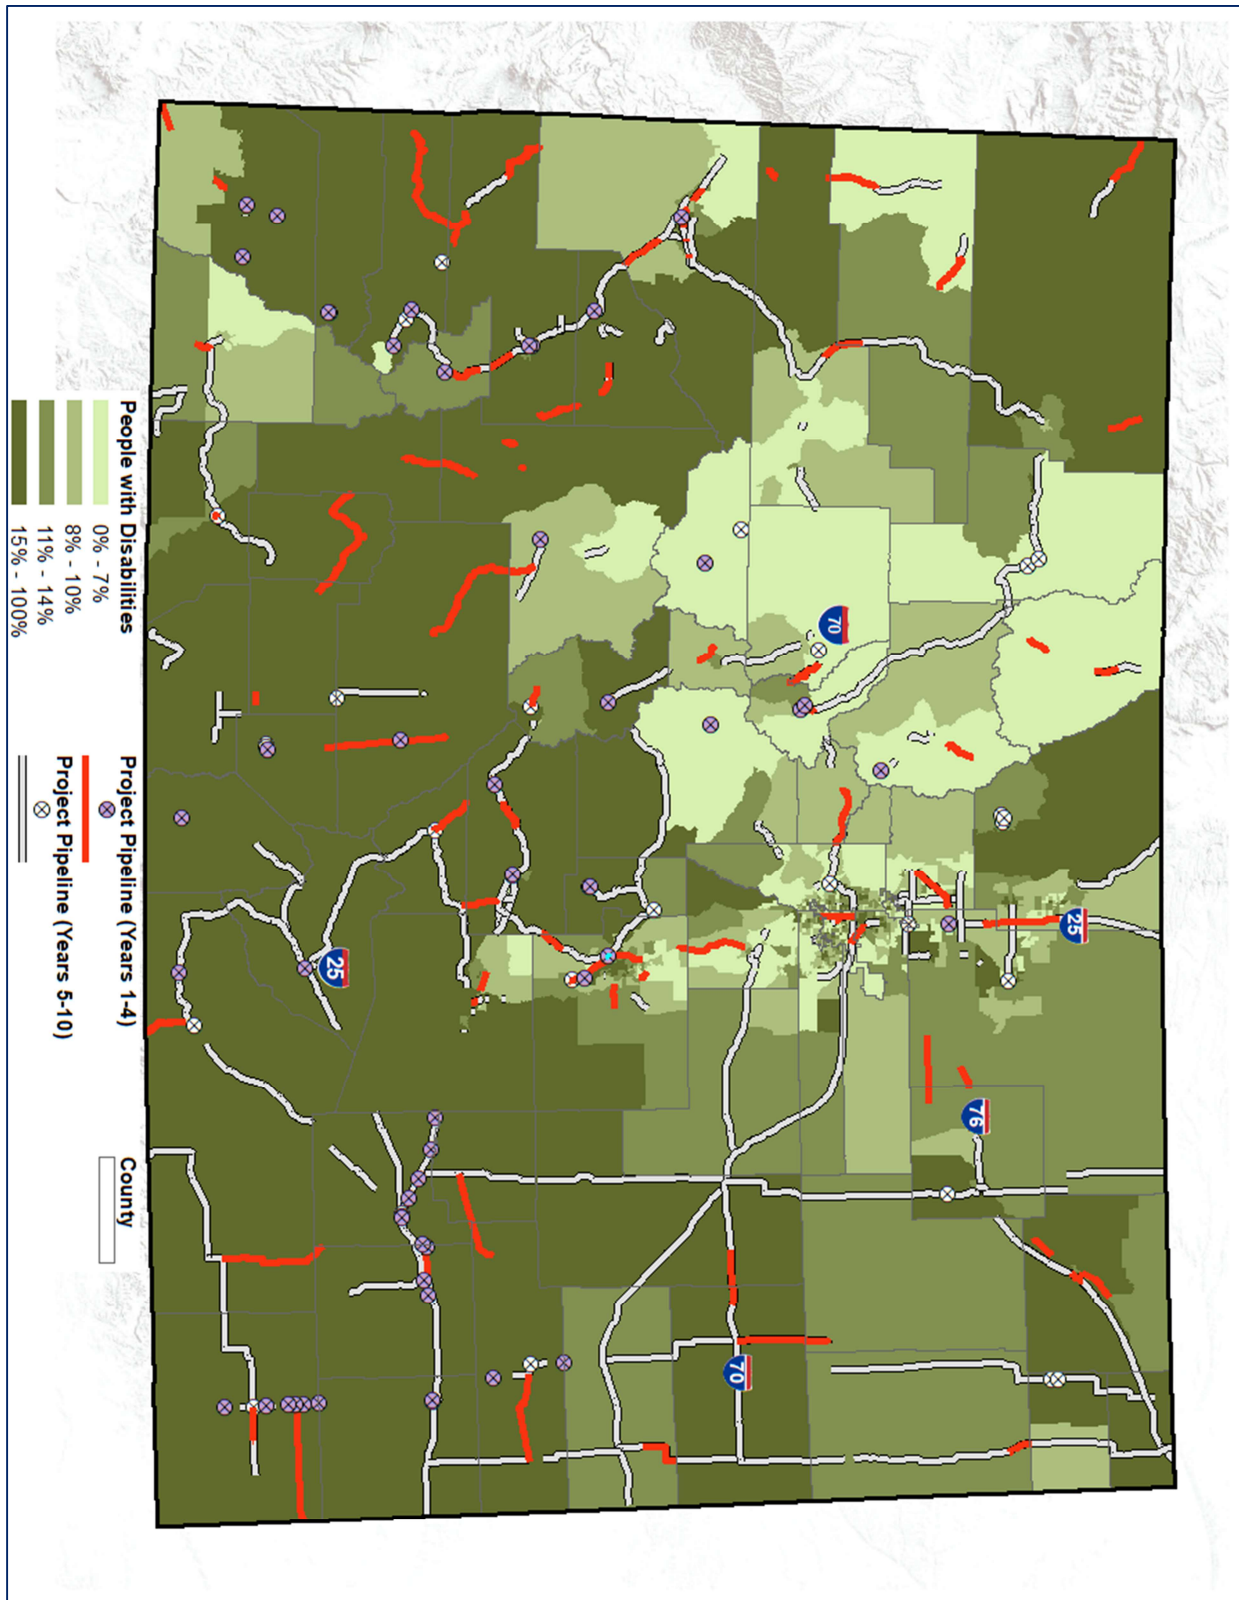 70
25
76
25
70
People with Disabilities
0% - 7%
8% - 10%
11% - 14%
15% - 100%
Project Pipeline (Years 1-4)
Project Pipeline (Years 5-10)
County